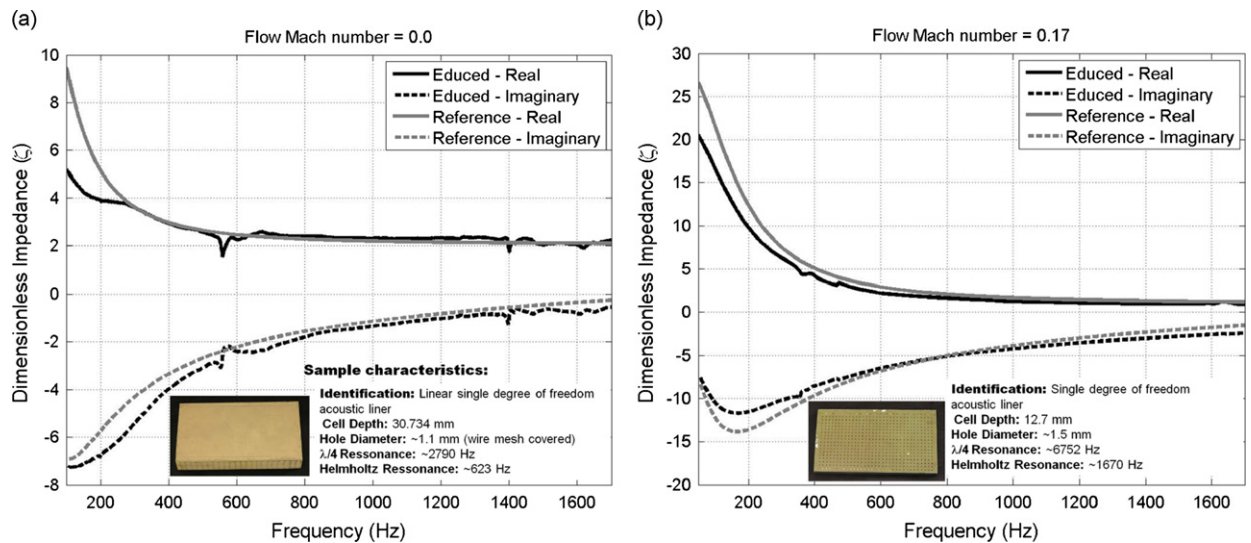 (a)
Flow Mach number = 0.0
Dimensionless Impedance (ζ)
10
8
6
4
2
0
-2
-4
-6
-8
Educed - Real
Educed - Imaginary
Reference - Real
Reference - Imaginary
Sample characteristics:
Identification: Linear single degree of freedom
acoustic liner
Cell Depth: 30.734 mm
Hole Diameter: ~1.1 mm (wire mesh covered)
λ/4 Resonance: ~2790 Hz
Helmholtz Ressonance: ~623 Hz
200 400 600 800 1000 1200 1400 1600
Frequency (Hz)
(b)
Flow Mach number = 0.17
Dimensionless Impedance (ζ)
30
25
20
15
10
5
0
-5
-10
-15
-20
Educed - Real
Educed - Imaginary
Reference - Real
Reference - Imaginary
Identification: Single degree of freedom
acoustic liner
Cell Depth: 12.7 mm
Hole Diameter: ~1.5 mm
λ/4 Resonance: ~6752 Hz
Helmholtz Ressonance: ~1670 Hz
200 400 600 800 1000 1200 1400 1600
Frequency (Hz)